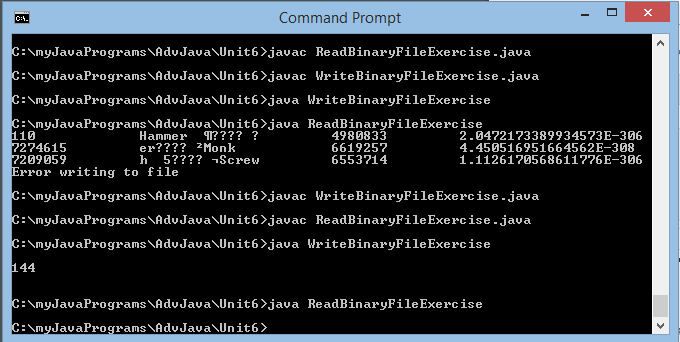 C:\.
Command Prompt
C:\myJavaPrograms\AdvJava\Unit6>javac ReadBinaryFileExercise.java
C:\myJavaPrograms\AdvJava\Unit6>javac WriteBinaryFileExercise.java
C:\myJavaPrograms\AdvJava\Unit6>java WriteBinaryFileExercise
C:\myJavaPrograms\AdvJava\Unit6>java ReadBinaryFileExercise
110 Hammer ¶???? ? 4980833 2.0472173389934573E-306
7274615 er???? ²Monk 6619257 4.450516951664562E-308
7209059 h 5???? ¬Screw 6553714 1.1126170568611776E-306
Error writing to file
C:\myJavaPrograms\AdvJava\Unit6>javac WriteBinaryFileExercise.java
C:\myJavaPrograms\AdvJava\Unit6>javac ReadBinaryFileExercise.java
C:\myJavaPrograms\AdvJava\Unit6>java WriteBinaryFileExercise
144
C:\myJavaPrograms\AdvJava\Unit6>java ReadBinaryFileExercise
C:\myJavaPrograms\AdvJava\Unit6>